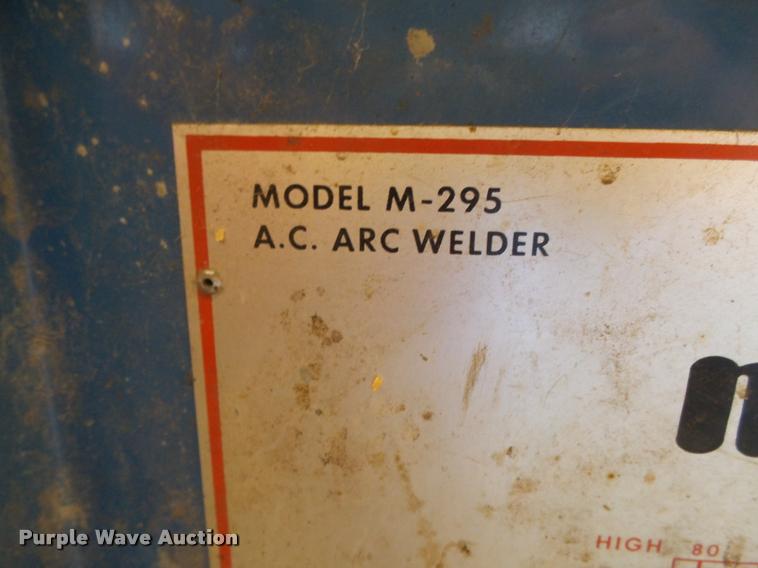 MODEL M-295
A.C. ARC WELDER
HIGH 80
Purple Wave Auction